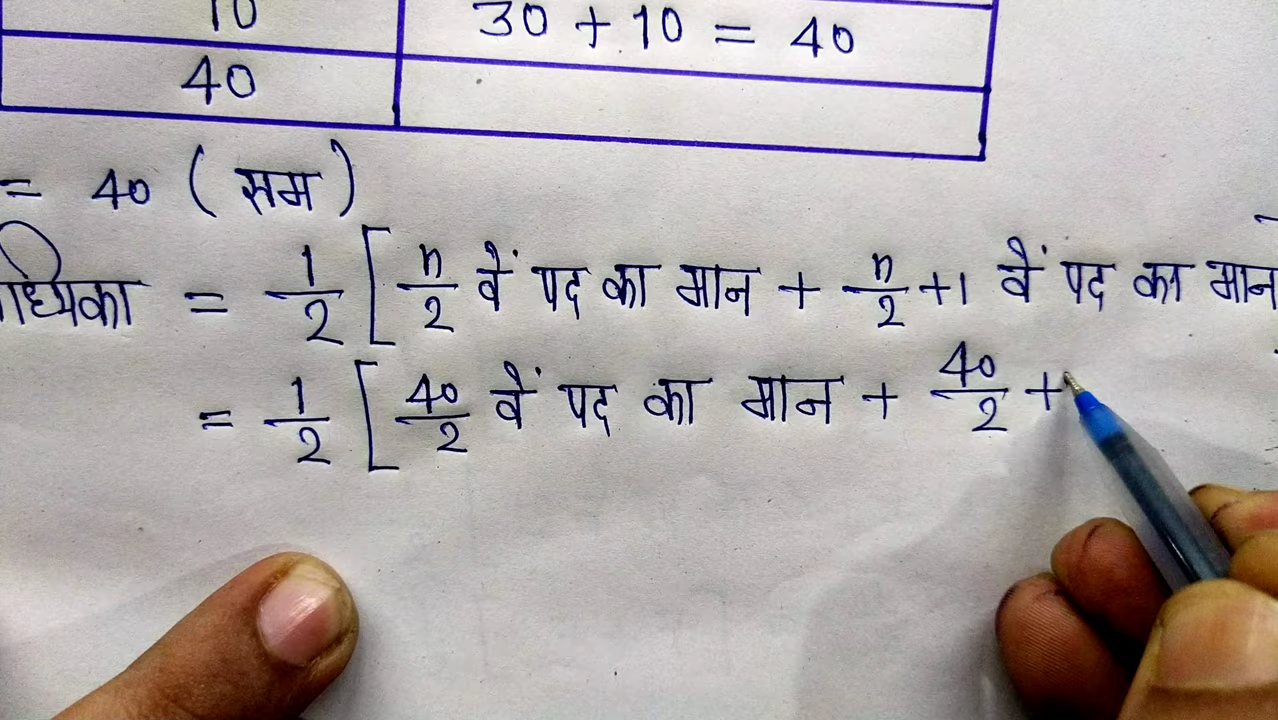 10 30 + 10 = 40
40
= 40 ( सम )
= 1/2 [ n/2 वें पद का मान + n/2 + 1 वें पद का मान
= 1/2 [ 40/2 वें पद का मान + 40/2 +